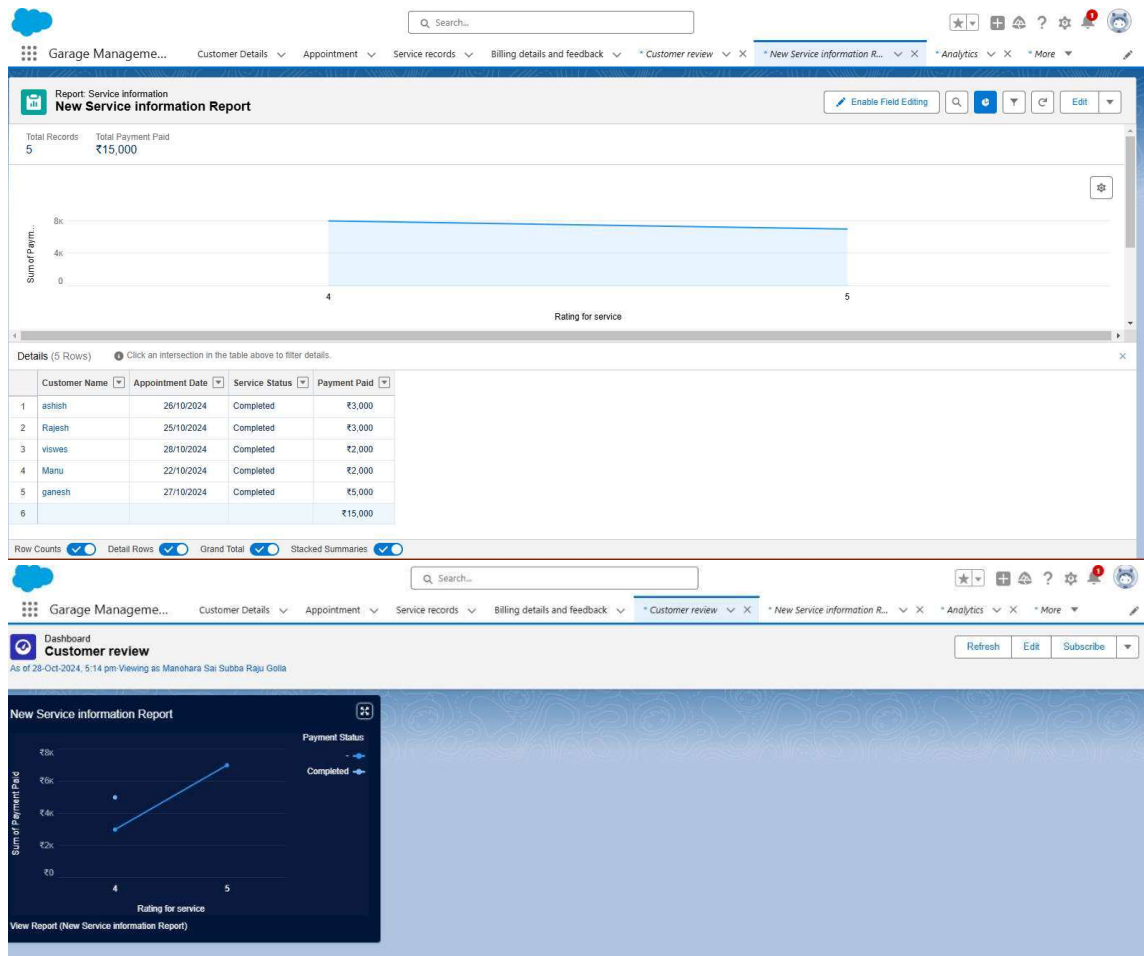 Search...
Garage Manageme... Customer Details Appointment Service records Billing details and feedback * Customer review * New Service information R... * Analytics * More
Report: Service information
New Service information Report
Enable Field Editing Edit
Total Records Total Payment Paid
5 ₹15,000
Sum of Paym...
8K
4K
0
4 5
Rating for service
Details (5 Rows) Click an intersection in the table above to filter details.
Customer Name Appointment Date Service Status Payment Paid
1 ashish 26/10/2024 Completed ₹3,000
2 Rajesh 25/10/2024 Completed ₹3,000
3 viswes 28/10/2024 Completed ₹2,000
4 Manu 22/10/2024 Completed ₹2,000
5 ganesh 27/10/2024 Completed ₹5,000
6 ₹15,000
Row Counts Detail Rows Grand Total Stacked Summaries
Search...
Garage Manageme... Customer Details Appointment Service records Billing details and feedback * Customer review * New Service information R... * Analytics * More
Dashboard
Customer review
Refresh Edit Subscribe
As of 28-Oct-2024, 5:14 pm·Viewing as Manohara Sai Subba Raju Golla
New Service information Report
Payment Status
-
Completed
Sum of Payment Paid
₹8K
₹6K
₹4K
₹2K
₹0
4 5
Rating for service
View Report (New Service information Report)